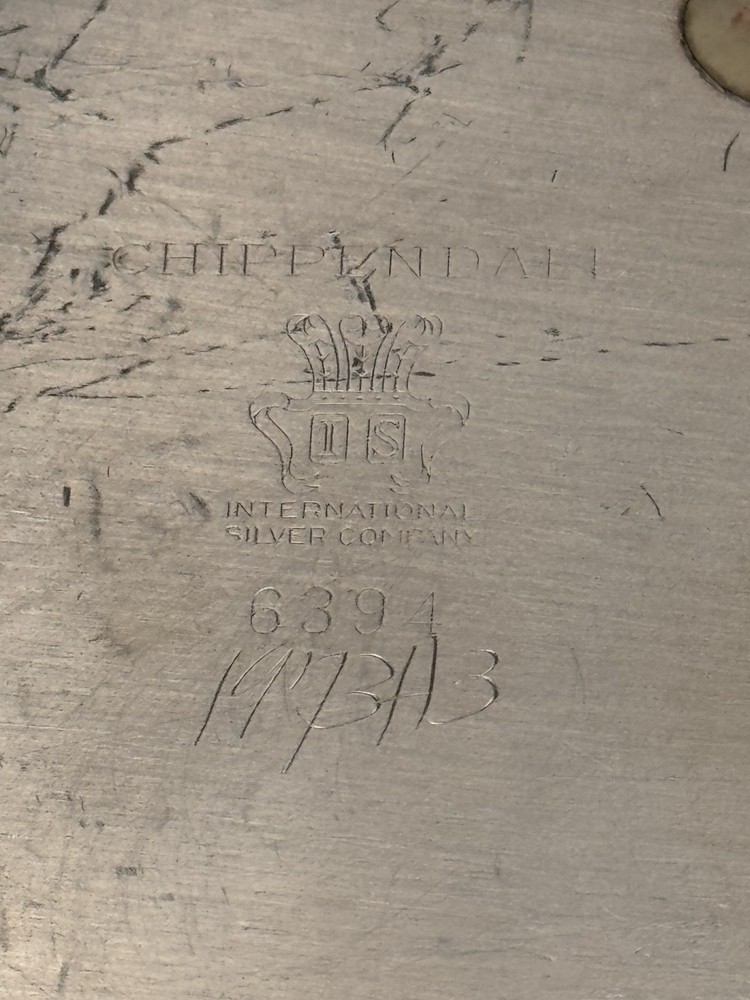 CHIPPENDALE
IS
INTERNATIONAL
SILVER COMPANY
6394